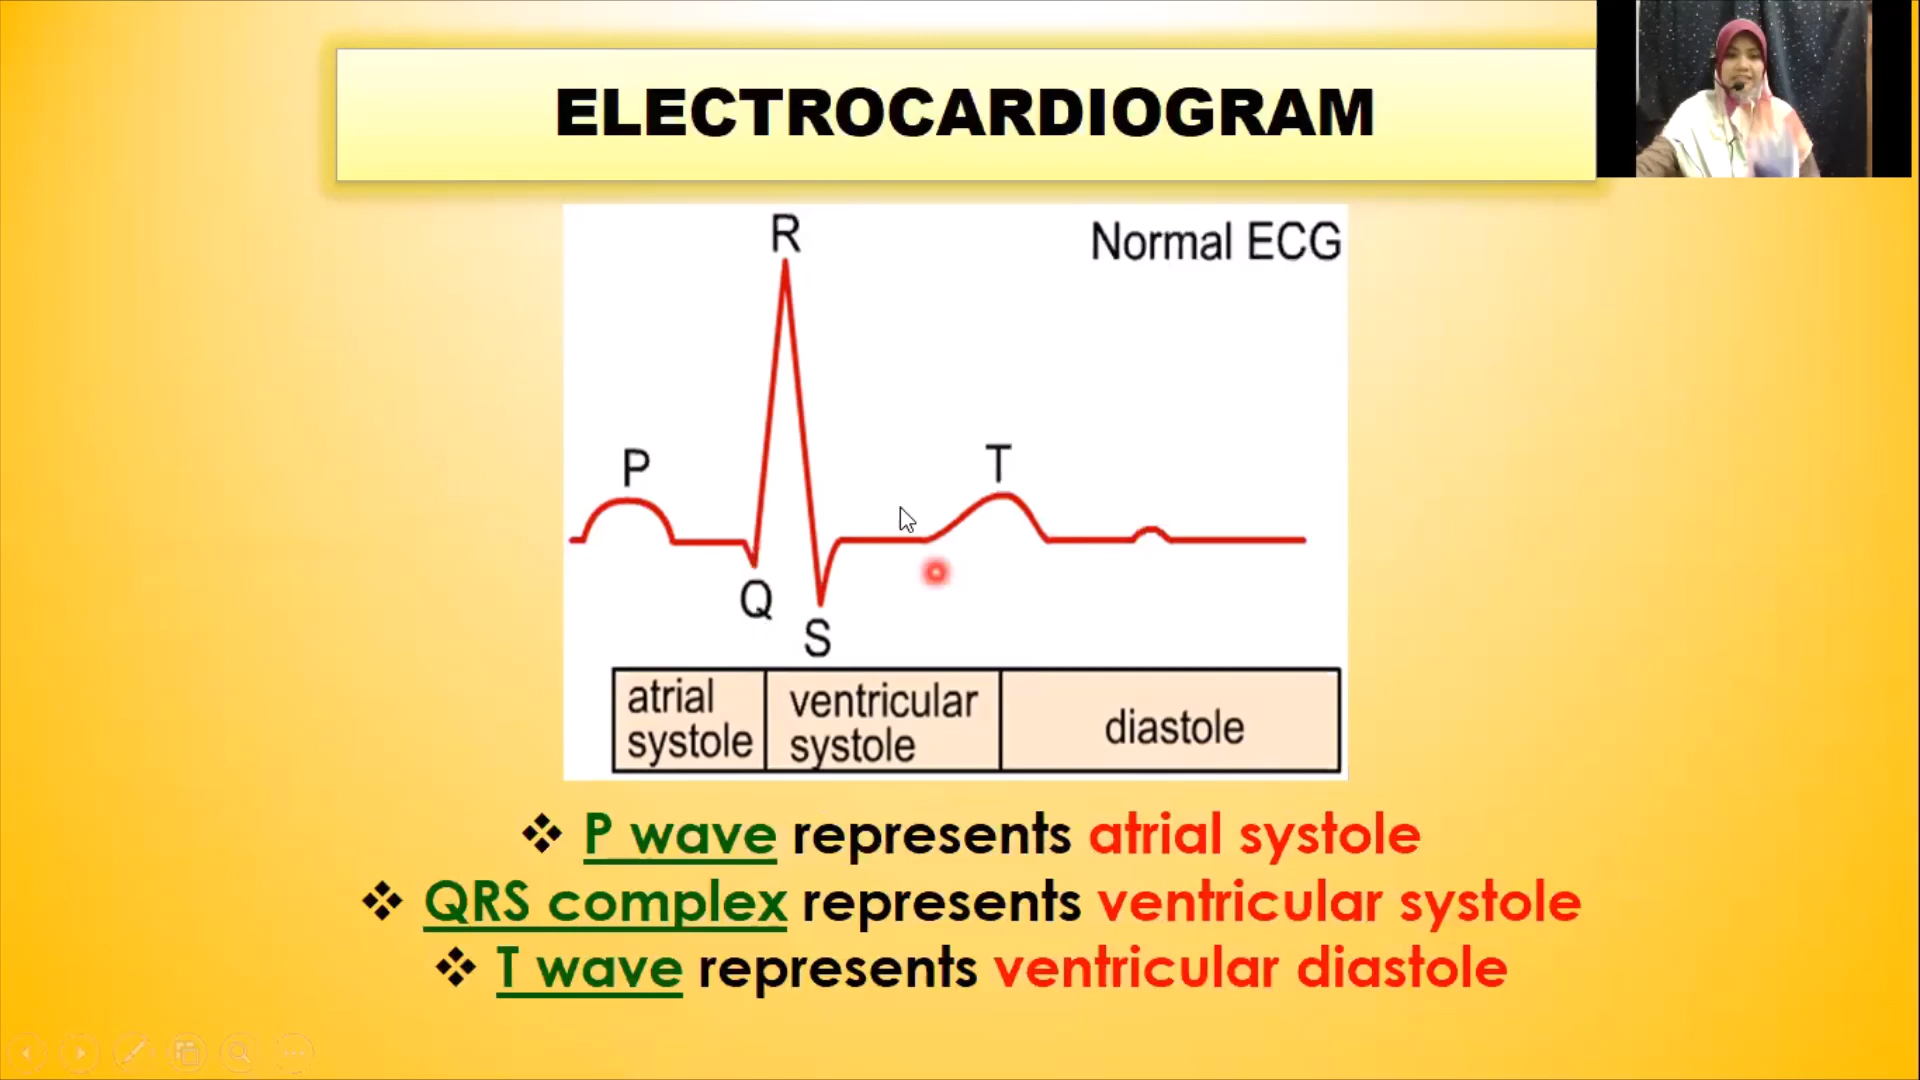 ELECTROCARDIOGRAM
Normal ECG
R
P
T
Q
S
atrial
systole
ventricular
systole
diastole
❖ P wave represents atrial systole
❖ QRS complex represents ventricular systole
❖ T wave represents ventricular diastole